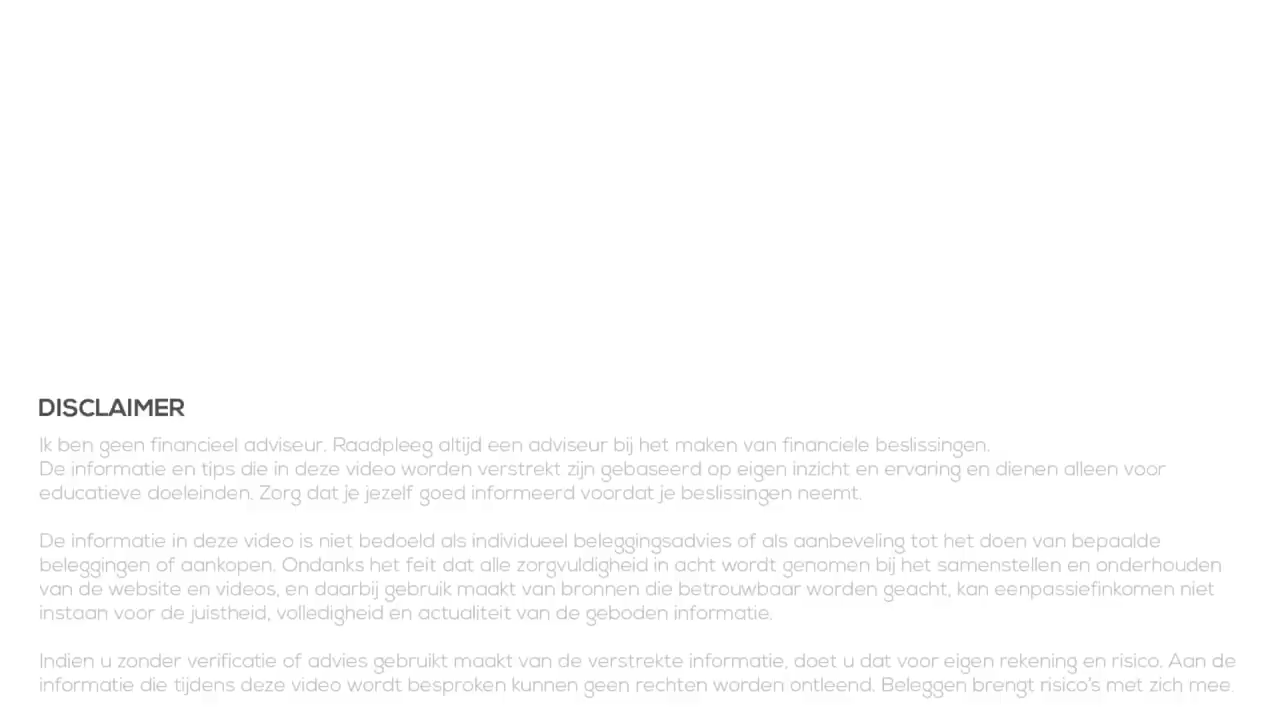 DISCLAIMER
Ik ben geen financieel adviseur. Raadpleeg altijd een adviseur bij het maken van financiele beslissingen.
De informatie en tips die in deze video worden verstrekt zijn gebaseerd op eigen inzicht en ervaring en dienen alleen voor
educatieve doeleinden. Zorg dat je jezelf goed informeerd voordat je beslissingen neemt.
De informatie in deze video is niet bedoeld als individueel beleggingsadvies of als aanbeveling tot het doen van bepaalde
beleggingen of aankopen. Ondanks het feit dat alle zorgvuldigheid in acht wordt genomen bij het samenstellen en onderhouden
van de website en videos, en daarbij gebruik maakt van bronnen die betrouwbaar worden geacht, kan eenpassiefinkomen niet
instaan voor de juistheid, volledigheid en actualiteit van de geboden informatie.
Indien u zonder verificatie of advies gebruikt maakt van de verstrekte informatie, doet u dat voor eigen rekening en risico. Aan de
informatie die tijdens deze video wordt besproken kunnen geen rechten worden ontleend. Beleggen brengt risico's met zich mee.